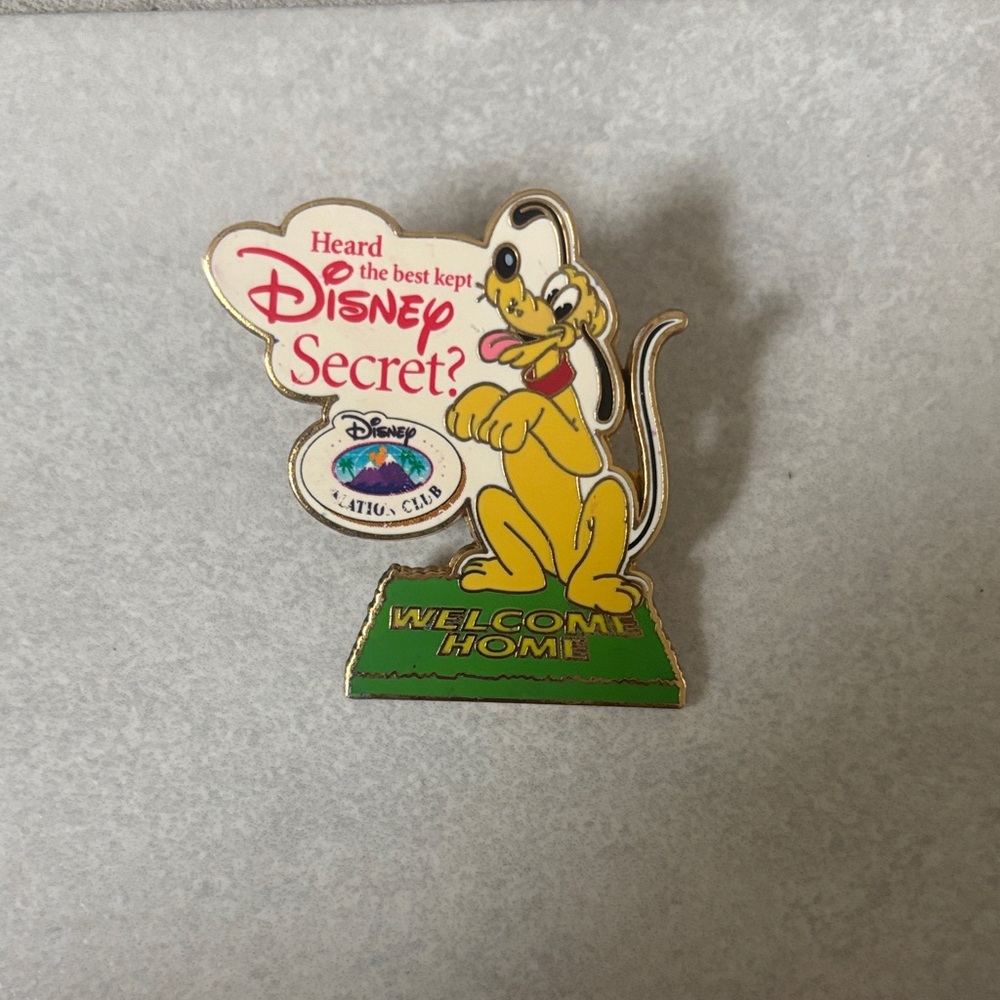 Heard
the best kept
Disney
Secret?
Disney
CLUB
WELCOME
HOME